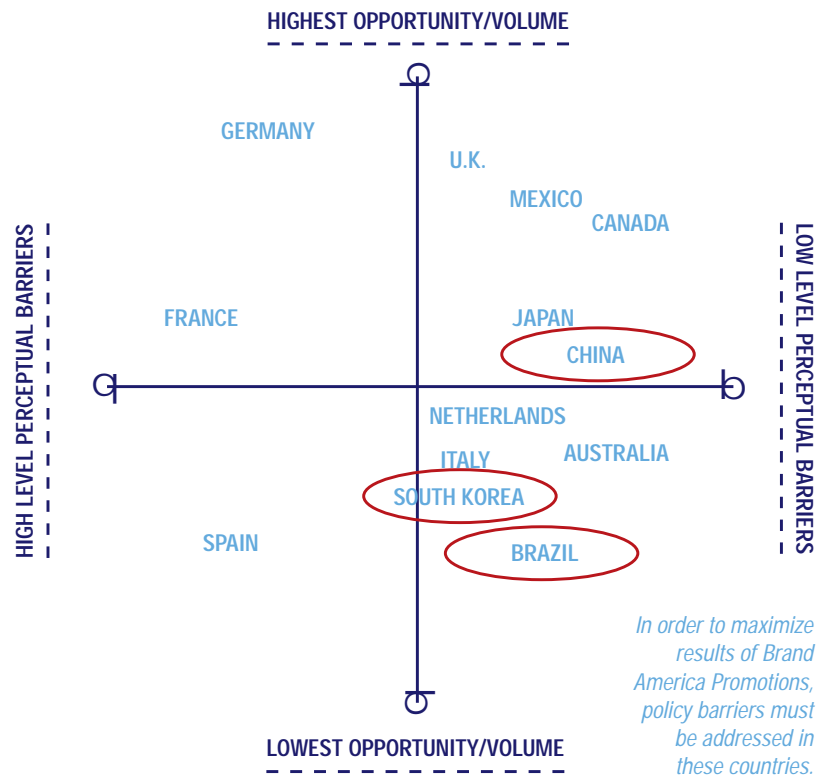 HIGHEST OPPORTUNITY/VOLUME
GERMANY
U.K.
MEXICO
CANADA
HIGH LEVEL PERCEPTUAL BARRIERS
LOW LEVEL PERCEPTUAL BARRIERS
FRANCE
JAPAN
CHINA
NETHERLANDS
ITALY
AUSTRALIA
SOUTH KOREA
SPAIN
BRAZIL
In order to maximize
results of Brand
America Promotions,
policy barriers must
be addressed in
these countries.
LOWEST OPPORTUNITY/VOLUME